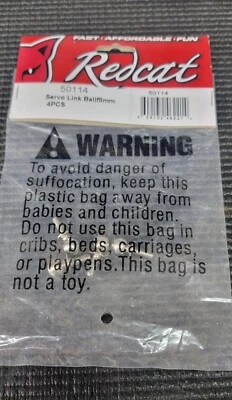 FAST · AFFORDABLE · FUN
Redcat
50114
Servo Link Ball
4PCS
50114
WARNING
To avoid danger of
suffocation, keep this
plastic bag away from
babies and children.
Do not use this bag in
cribs, beds, carriages,
or playpens.This bag is
not a toy.